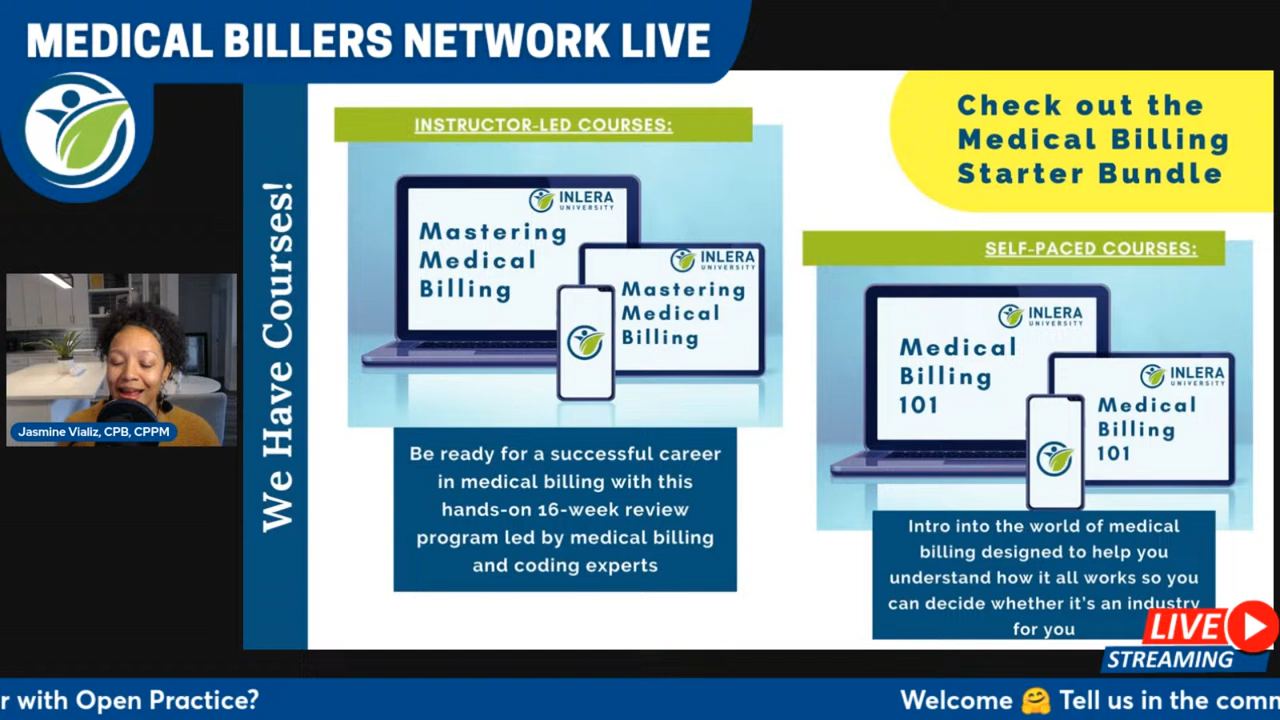 MEDICAL BILLERS NETWORK LIVE
We Have Courses!
INSTRUCTOR-LED COURSES:
INLERA
UNIVERSITY
Mastering
Medical
Billing
INLERA
UNIVERSITY
Mastering
Medical
Billing
Be ready for a successful career
in medical billing with this
hands-on 16-week review
program led by medical billing
and coding experts
Check out the
Medical Billing
Starter Bundle
SELF-PACED COURSES:
INLERA
UNIVERSITY
Medical
Billing
101
INLERA
UNIVERSITY
Medical
Billing
101
Intro into the world of medical
billing designed to help you
understand how it all works so you
can decide whether it's an industry
for you
Jasmine Vializ, CPB, CPPM
LIVE
STREAMING
r with Open Practice?
Welcome 🤗 Tell us in the comm